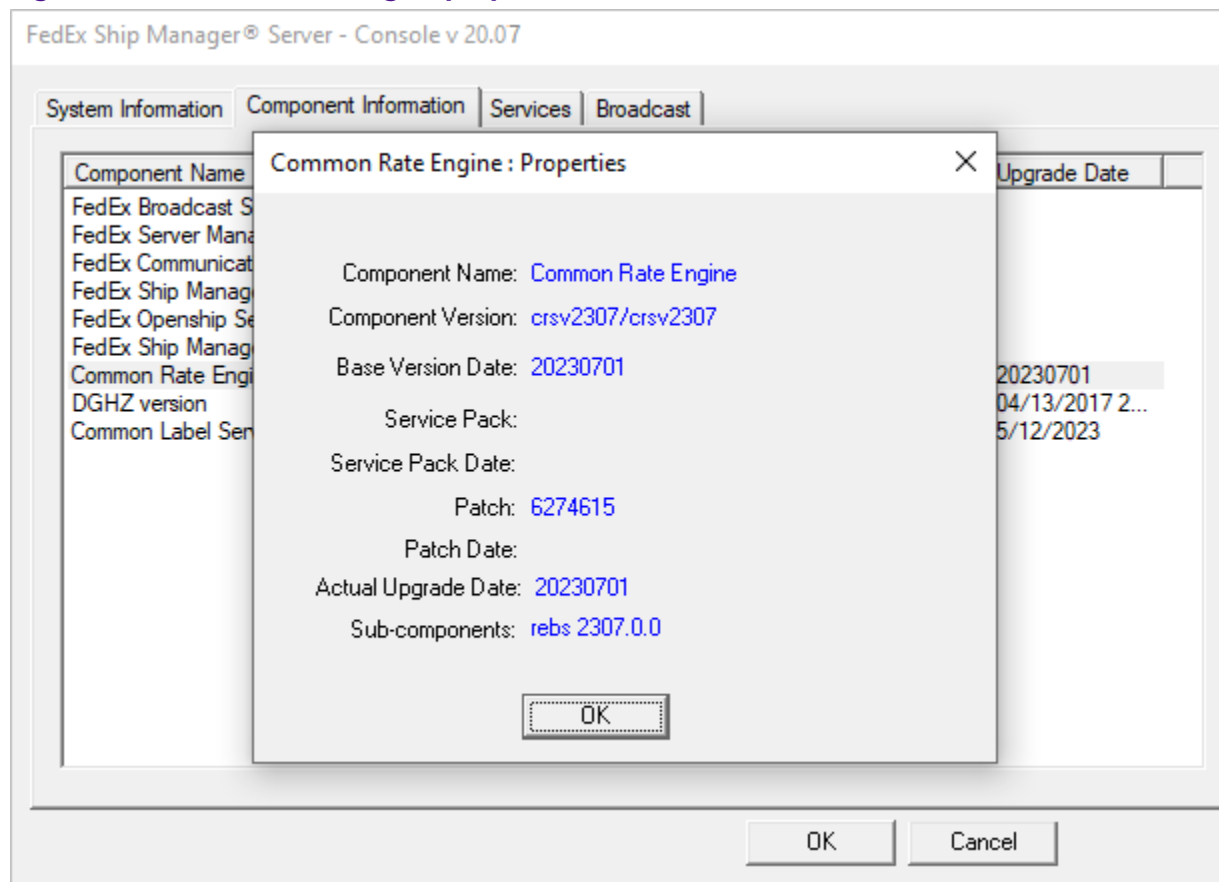 FedEx Ship Manager® Server - Console v 20.07
System Information Component Information Services Broadcast
Component Name Upgrade Date
FedEx Broadcast S
FedEx Server Mana
FedEx Communicat
FedEx Ship Manag
FedEx Openship Se
FedEx Ship Manag
Common Rate Engi 20230701
DGHZ version 04/13/2017 2...
Common Label Serv 5/12/2023
Common Rate Engine : Properties
Component Name: Common Rate Engine
Component Version: crsv2307/crsv2307
Base Version Date: 20230701
Service Pack:
Service Pack Date:
Patch: 6274615
Patch Date:
Actual Upgrade Date: 20230701
Sub-components: rebs 2307.0.0
OK
OK Cancel